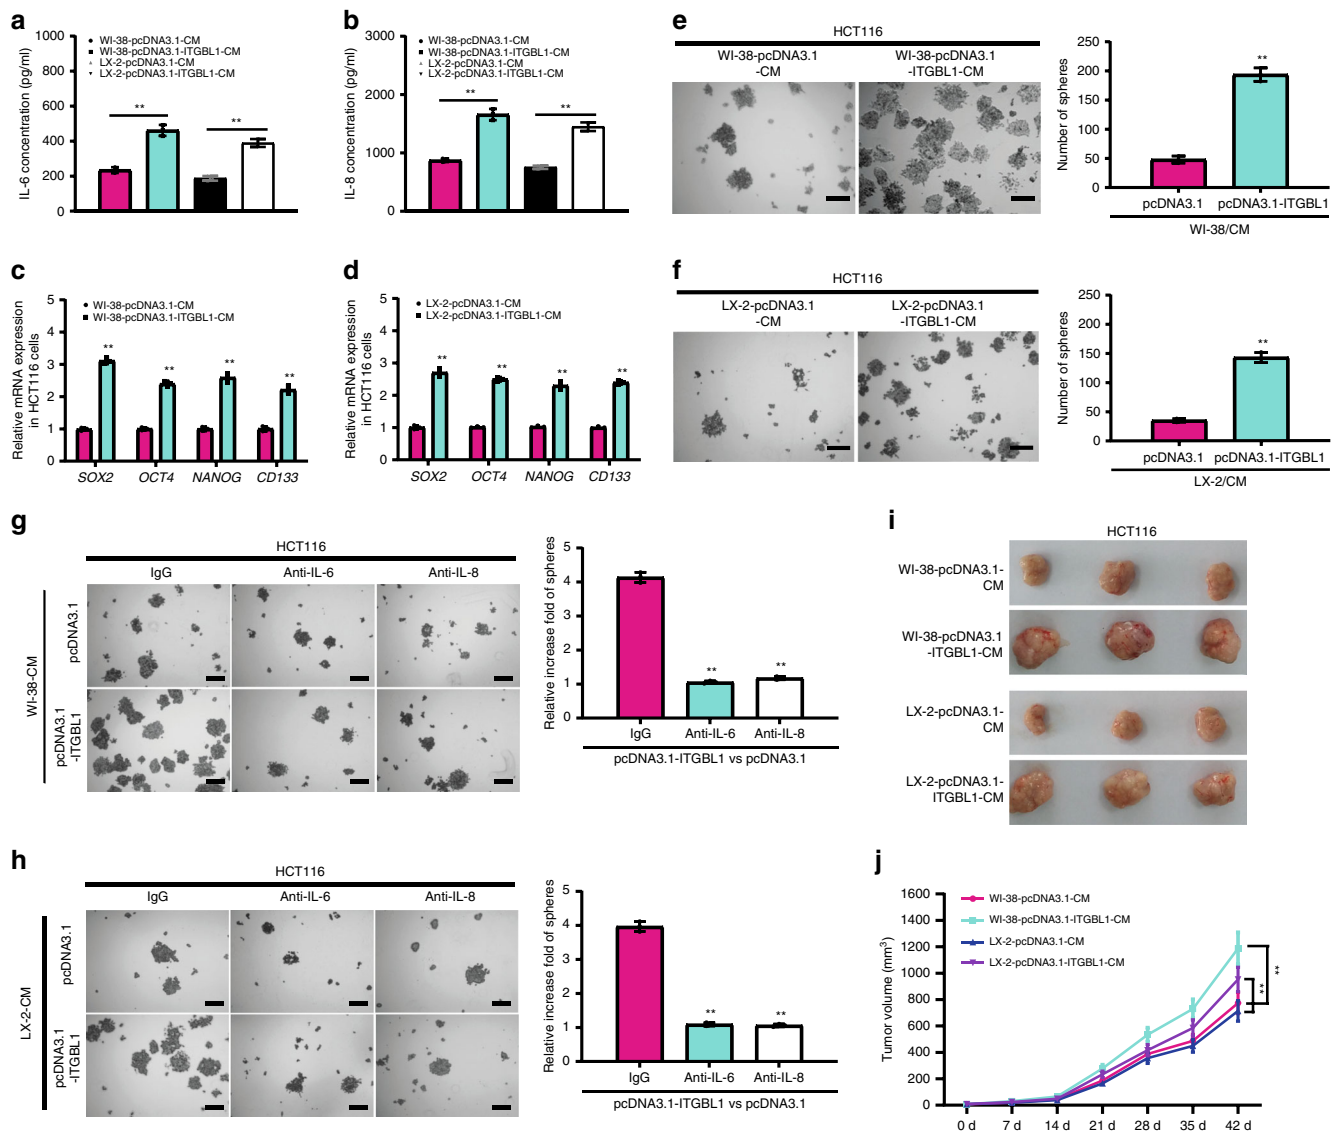 a
IL-6 concentration (pg/ml)
1000
800
600
400
200
0
WI-38-pcDNA3.1-CM
WI-38-pcDNA3.1-ITGBL1-CM
LX-2-pcDNA3.1-CM
LX-2-pcDNA3.1-ITGBL1-CM
**
**
b
IL-8 concentration (pg/ml)
3000
2000
1000
0
WI-38-pcDNA3.1-CM
WI-38-pcDNA3.1-ITGBL1-CM
LX-2-pcDNA3.1-CM
LX-2-pcDNA3.1-ITGBL1-CM
**
**
c
Relative mRNA expression
in HCT116 cells
5
4
3
2
1
0
WI-38-pcDNA3.1-CM
WI-38-pcDNA3.1-ITGBL1-CM
**
**
**
**
SOX2 OCT4 NANOG CD133
d
Relative mRNA expression
in HCT116 cells
5
4
3
2
1
0
LX-2-pcDNA3.1-CM
LX-2-pcDNA3.1-ITGBL1-CM
**
**
**
**
SOX2 OCT4 NANOG CD133
e
HCT116
WI-38-pcDNA3.1
-CM
WI-38-pcDNA3.1
-ITGBL1-CM
Number of spheres
250
200
150
100
50
0
**
pcDNA3.1 pcDNA3.1-ITGBL1
WI-38/CM
f
HCT116
LX-2-pcDNA3.1
-CM
LX-2-pcDNA3.1
-ITGBL1-CM
Number of spheres
250
200
150
100
50
0
**
pcDNA3.1 pcDNA3.1-ITGBL1
LX-2/CM
g
HCT116
IgG Anti-IL-6 Anti-IL-8
WI-38-CM
pcDNA3.1
pcDNA3.1
-ITGBL1
Relative increase fold of spheres
5
4
3
2
1
0
**
**
IgG Anti-IL-6 Anti-IL-8
pcDNA3.1-ITGBL1 vs pcDNA3.1
h
HCT116
IgG Anti-IL-6 Anti-IL-8
LX-2-CM
pcDNA3.1
pcDNA3.1
-ITGBL1
Relative increase fold of spheres
5
4
3
2
1
0
**
**
IgG Anti-IL-6 Anti-IL-8
pcDNA3.1-ITGBL1 vs pcDNA3.1
i
HCT116
WI-38-pcDNA3.1-
CM
WI-38-pcDNA3.1
-ITGBL1-CM
LX-2-pcDNA3.1-
CM
LX-2-pcDNA3.1-
ITGBL1-CM
j
Tumor volume (mm³)
1600
1400
1200
1000
800
600
400
200
0
WI-38-pcDNA3.1-CM
WI-38-pcDNA3.1-ITGBL1-CM
LX-2-pcDNA3.1-CM
LX-2-pcDNA3.1-ITGBL1-CM
**
**
0 d 7 d 14 d 21 d 28 d 35 d 42 d